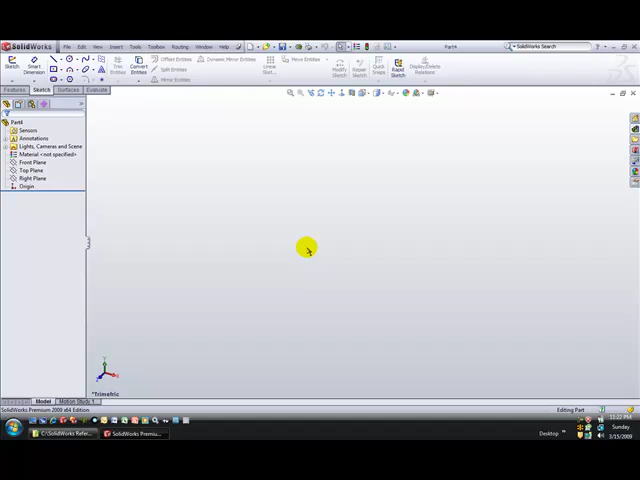 SolidWorks File Edit View Insert Tools Toolbox Routing Window Help Part4 SolidWorks Search
Sketch Smart Dimension Trim Entities Convert Entities Offset Entities Dynamic Mirror Entities Linear Move Entities Modify Sketch Repair Sketch Quick Snaps Rapid Sketch Display/Delete Relations
Split Entities
Features Sketch Surfaces Evaluate
Part4
Sensors
Annotations
Lights, Cameras and Scene
Material <not specified>
Front Plane
Top Plane
Right Plane
Origin
*Trimetric
Model Motion Study 1
SolidWorks Premium 2009 x64 Edition Editing Part
11:22 PM
Sunday
3/15/2009
C:\SolidWorks Refer... SolidWorks Premiu... Desktop